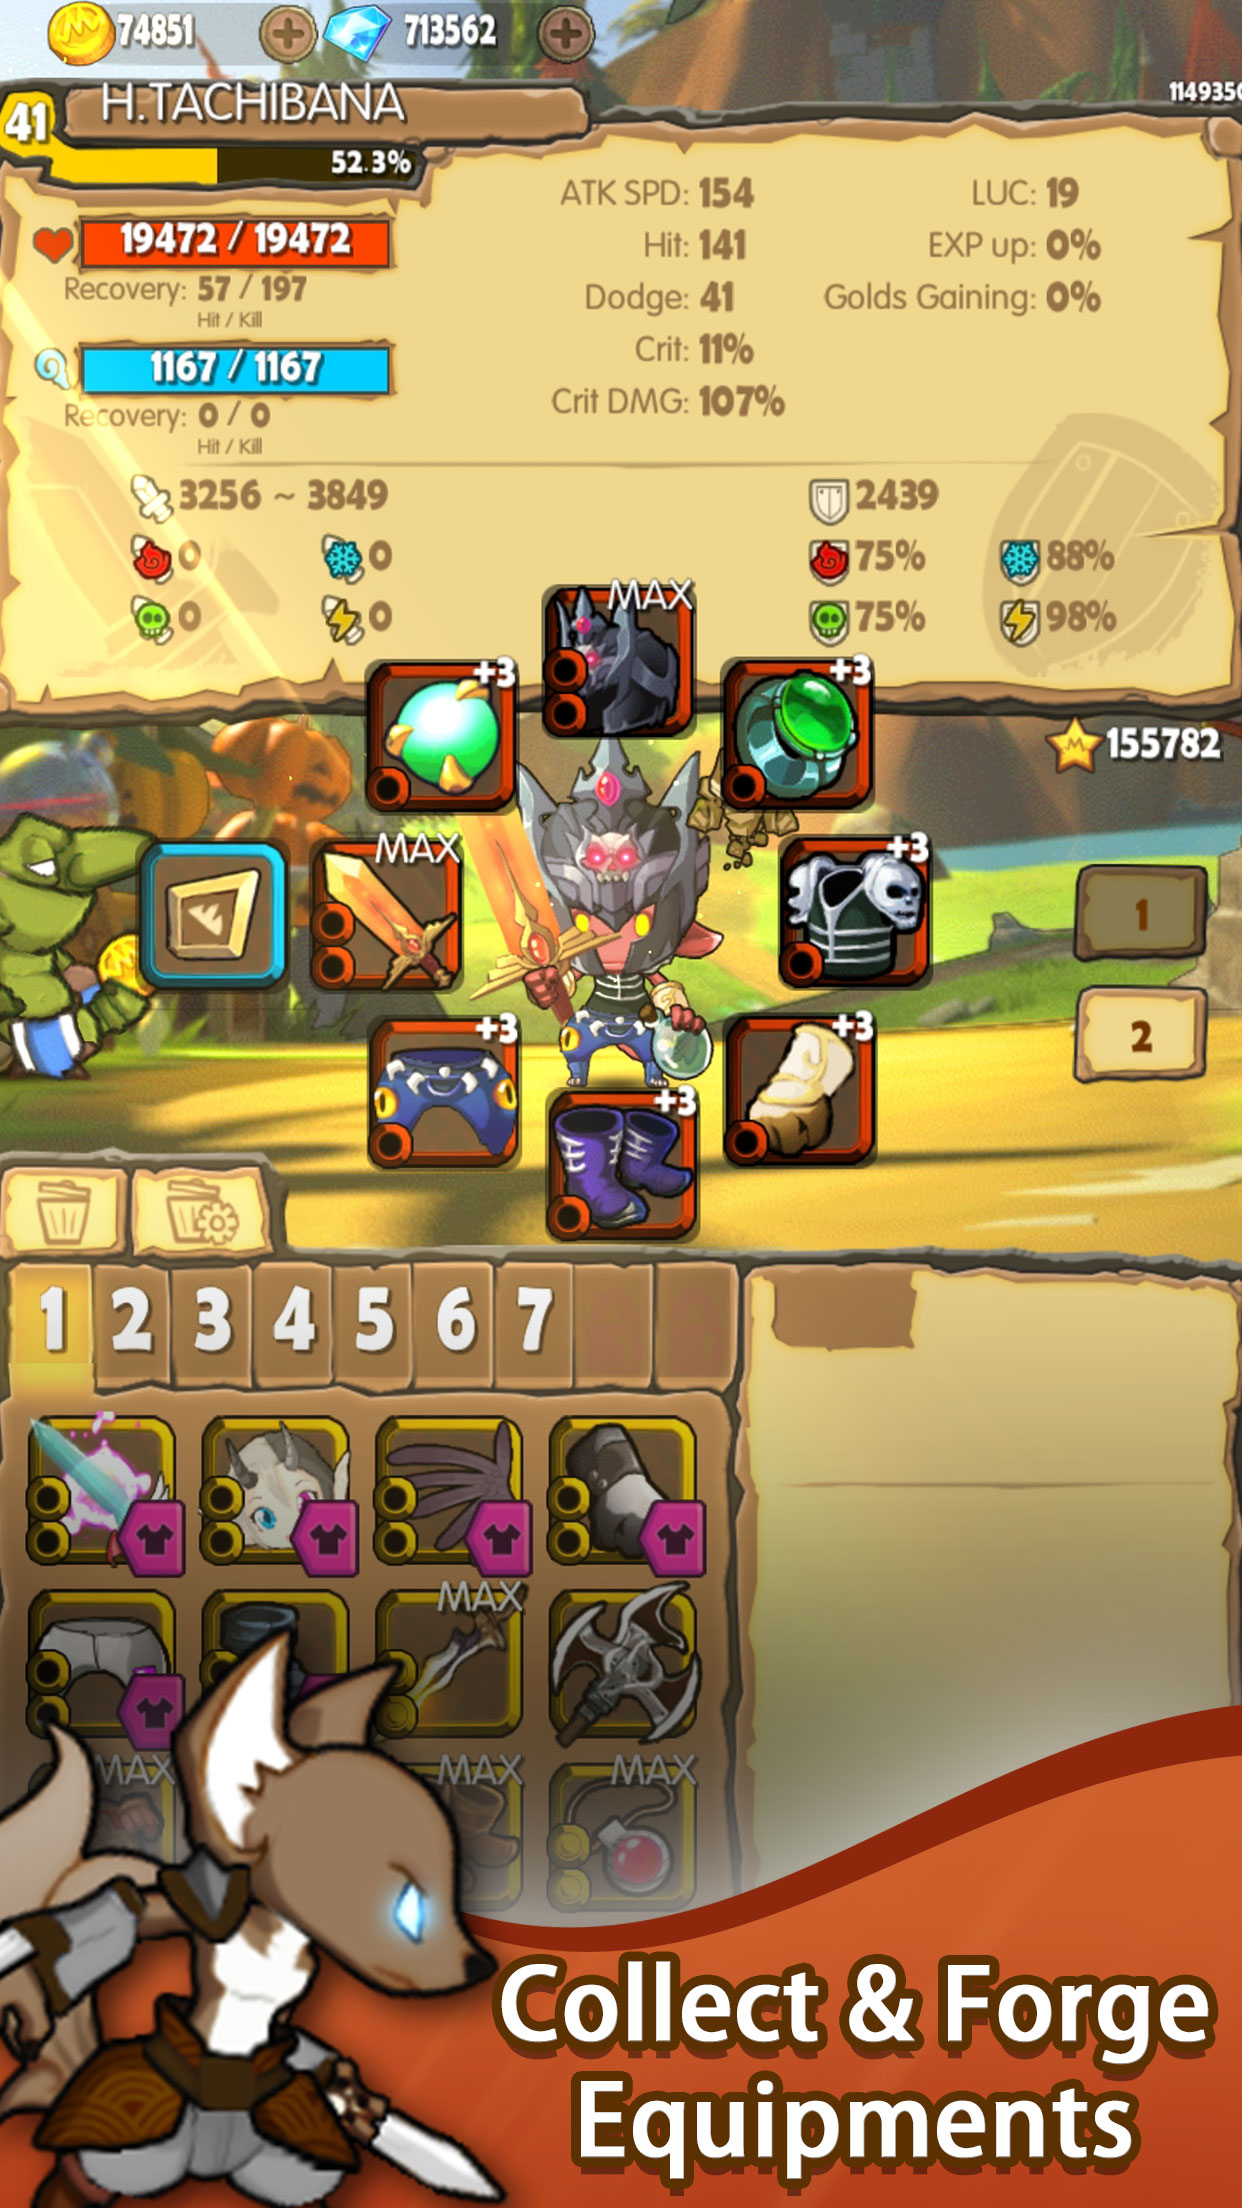 74851
713562
41
H.TACHIBANA
52.3%
19472 / 19472
Recovery: 57 / 197
Hit / Kill
1167 / 1167
Recovery: 0 / 0
Hit / Kill
ATK SPD: 154
Hit: 141
Dodge: 41
Crit: 11%
Crit DMG: 107%
LUC: 19
EXP up: 0%
Golds Gaining: 0%
3256 ~ 3849
0
0
0
0
2439
75%
88%
75%
98%
MAX
+3
+3
155782
MAX
+3
1
+3
+3
2
+3
1
2
3
4
5
6
7
MAX
MAX
MAX
MAX
Collect & Forge
Equipments